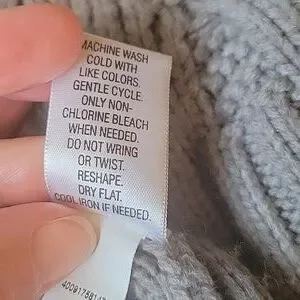 MACHINE WASH
COLD WITH
LIKE COLORS.
GENTLE CYCLE.
ONLY NON-
CHLORINE BLEACH
WHEN NEEDED.
DO NOT WRING
OR TWIST.
RESHAPE.
DRY FLAT.
COOL IRON IF NEEDED.